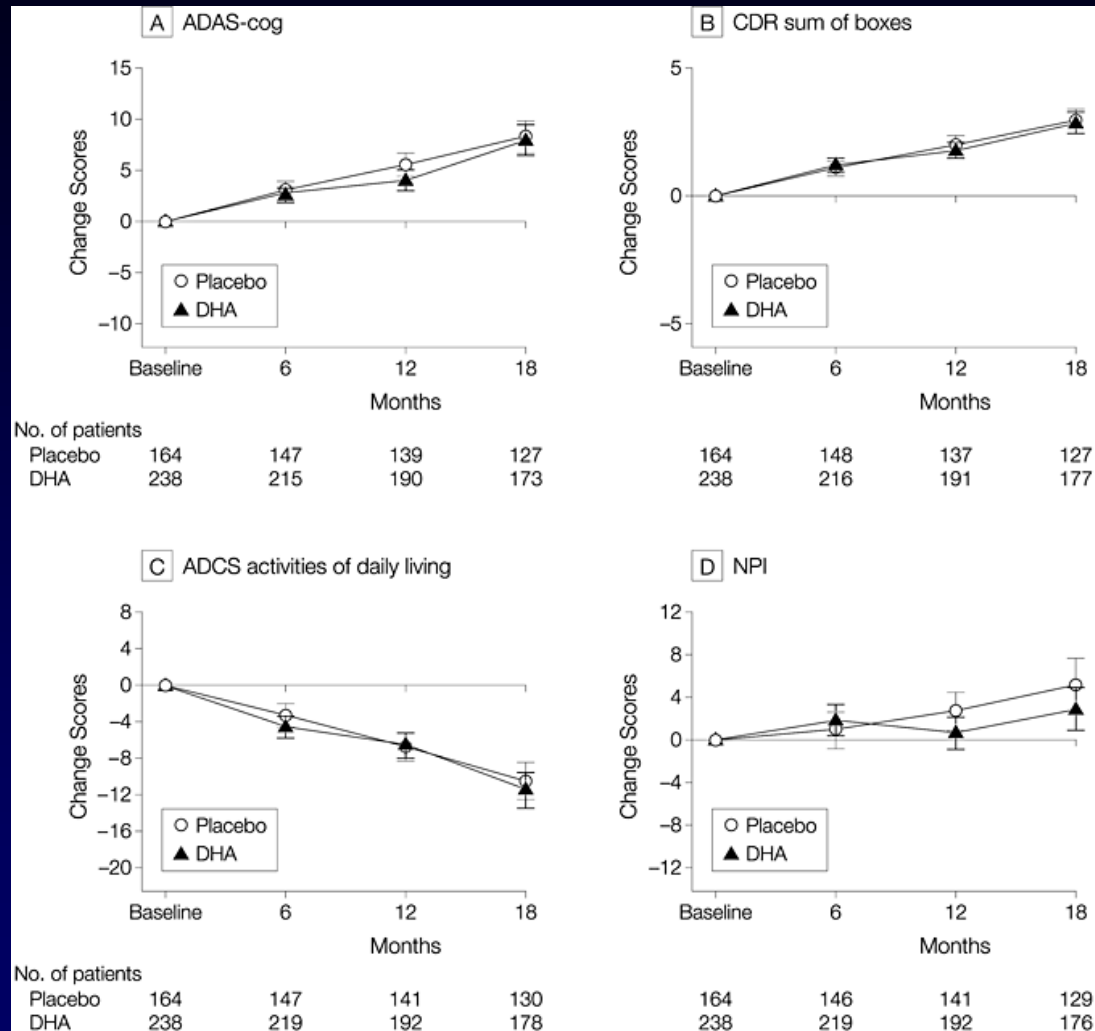 A ADAS-cog
15
10
5
0
−5
−10
Change Scores
Placebo
DHA
Baseline 6 12 18
Months
No. of patients
Placebo 164 147 139 127
DHA 238 215 190 173
B CDR sum of boxes
5
0
−5
Change Scores
Placebo
DHA
Baseline 6 12 18
Months
164 148 137 127
238 216 191 177
C ADCS activities of daily living
8
4
0
−4
−8
−12
−16
−20
Change Scores
Placebo
DHA
Baseline 6 12 18
Months
No. of patients
Placebo 164 147 141 130
DHA 238 219 192 178
D NPI
12
8
4
0
−4
−8
−12
Change Scores
Placebo
DHA
Baseline 6 12 18
Months
164 146 141 129
238 219 192 176